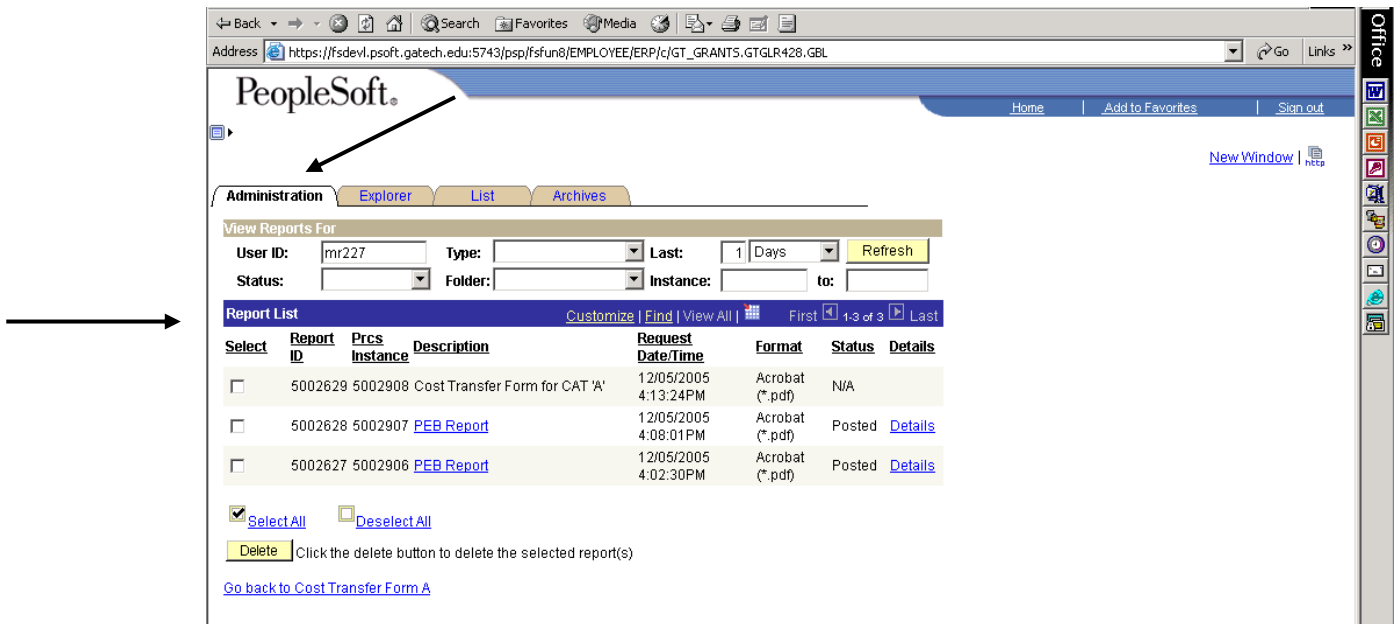 Back Search Favorites Media
Address https://fsdevl.psoft.gatech.edu:5743/psp/fsfun8/EMPLOYEE/ERP/c/GT_GRANTS.GTGLR428.GBL Go Links »
Office
PeopleSoft®
Home | Add to Favorites | Sign out
New Window | http
Administration Explorer List Archives
View Reports For
User ID: mr227 Type: Last: 1 Days Refresh
Status: Folder: Instance: to:
Report List Customize | Find | View All | First 1-3 of 3 Last
Select Report ID Prcs Instance Description Request Date/Time Format Status Details
5002629 5002908 Cost Transfer Form for CAT 'A' 12/05/2005 4:13:24PM Acrobat (*.pdf) N/A
5002628 5002907 PEB Report 12/05/2005 4:08:01PM Acrobat (*.pdf) Posted Details
5002627 5002906 PEB Report 12/05/2005 4:02:30PM Acrobat (*.pdf) Posted Details
Select All Deselect All
Delete Click the delete button to delete the selected report(s)
Go back to Cost Transfer Form A